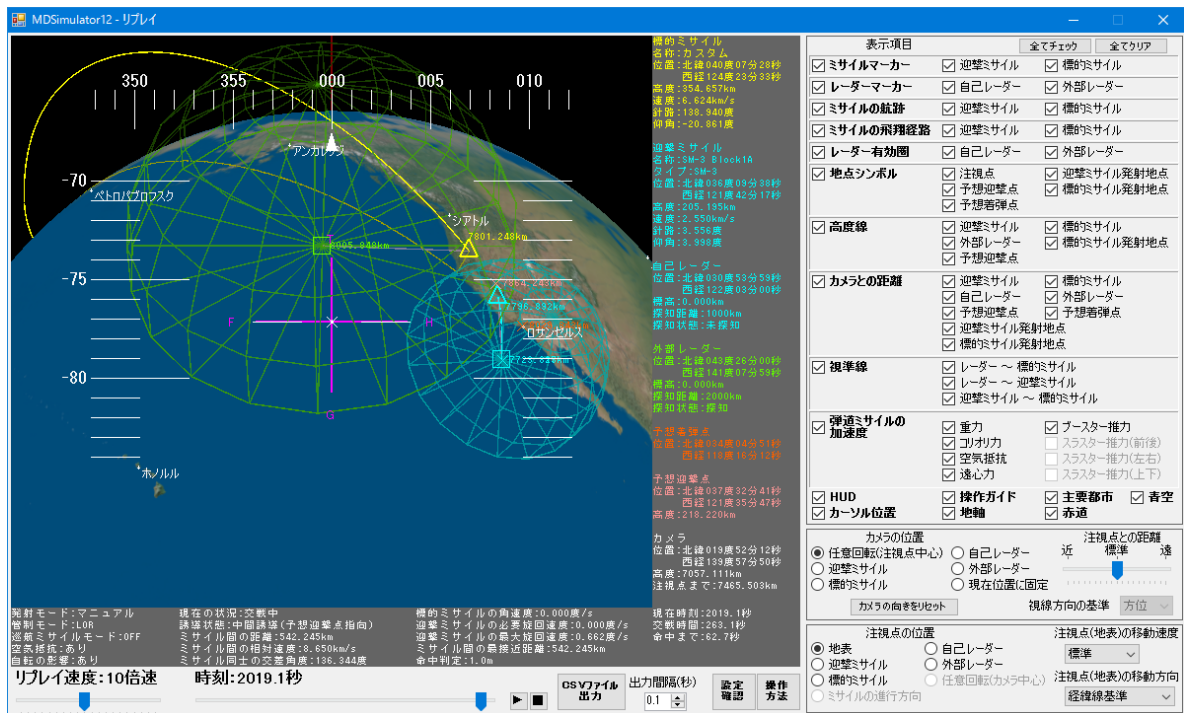 MDSimulator12 - リプレイ
350 355 000 005 010
-70
-75
-80
アンカレッジ
ペトロパブロフスク
シアトル
7801.248km
7864.243km
7796.892km
ロサンゼルス
F
H
G
ホノルル
標的ミサイル
名称:カスタム
位置:北緯040度07分28秒
西経124度23分33秒
高度:354.657km
速度:6.624km/s
針路:138.940度
仰角:-20.861度
迎撃ミサイル
名称:SM-3 Block1A
タイプ:SM-3
位置:北緯036度09分38秒
西経121度42分17秒
高度:205.195km
速度:2.550km/s
針路:3.556度
仰角:3.998度
自己レーダー
位置:北緯030度53分59秒
西経122度03分00秒
標高:0.000km
探知距離:1000km
探知状態:未探知
外部レーダー
位置:北緯043度26分00秒
西経141度07分59秒
標高:0.000km
探知距離:2000km
探知状態:探知
予想着弾点
位置:北緯034度04分51秒
西経118度16分12秒
予想迎撃点
位置:北緯037度32分41秒
西経121度35分47秒
高度:218.220km
カメラ
位置:北緯019度52分12秒
西経139度57分50秒
高度:7057.111km
注視点まで:7465.503km
発射モード:マニュアル
管制モード:LOR
巡航ミサイルモード:OFF
空気抵抗:あり
自転の影響:あり
現在の状況:交戦中
誘導状態:中間誘導(予想迎撃点指向)
ミサイル間の距離:542.245km
ミサイル間の相対速度:8.650km/s
ミサイル同士の交差角度:136.344度
標的ミサイルの角速度:0.000度/s
迎撃ミサイルの必要旋回速度:0.000度/s
迎撃ミサイルの最大旋回速度:0.662度/s
ミサイル間の最接近距離:542.245km
命中判定:1.0m
現在時刻:2019.1秒
交戦時間:263.1秒
命中まで:62.7秒
リプレイ速度:10倍速
時刻:2019.1秒
CSVファイル
出力
出力間隔(秒)
0.1
設定
確認
操作
方法
表示項目 全てチェック 全てクリア
ミサイルマーカー 迎撃ミサイル 標的ミサイル
レーダーマーカー 自己レーダー 外部レーダー
ミサイルの航跡 迎撃ミサイル 標的ミサイル
ミサイルの飛翔経路 迎撃ミサイル 標的ミサイル
レーダー有効圏 自己レーダー 外部レーダー
地点シンボル 注視点 迎撃ミサイル発射地点
予想迎撃点 標的ミサイル発射地点
予想着弾点
高度線 迎撃ミサイル 標的ミサイル
外部レーダー 標的ミサイル発射地点
予想迎撃点
カメラとの距離 迎撃ミサイル 標的ミサイル
自己レーダー 外部レーダー
予想迎撃点 予想着弾点
迎撃ミサイル発射地点
標的ミサイル発射地点
視準線 レーダー ～ 標的ミサイル
レーダー ～ 迎撃ミサイル
迎撃ミサイル ～ 標的ミサイル
弾道ミサイルの
加速度
重力 ブースター推力
コリオリ力 スラスター推力(前後)
空気抵抗 スラスター推力(左右)
遠心力 スラスター推力(上下)
HUD 操作ガイド 主要都市 青空
カーソル位置 地軸 赤道
カメラの位置
任意回転(注視点中心) 自己レーダー
迎撃ミサイル 外部レーダー
標的ミサイル 現在位置に固定
カメラの向きをリセット
注視点との距離
近 標準 遠
視線方向の基準 方位
注視点の位置
地表 自己レーダー
迎撃ミサイル 外部レーダー
標的ミサイル 任意回転(カメラ中心)
ミサイルの進行方向
注視点(地表)の移動速度
標準
注視点(地表)の移動方向
経緯線基準